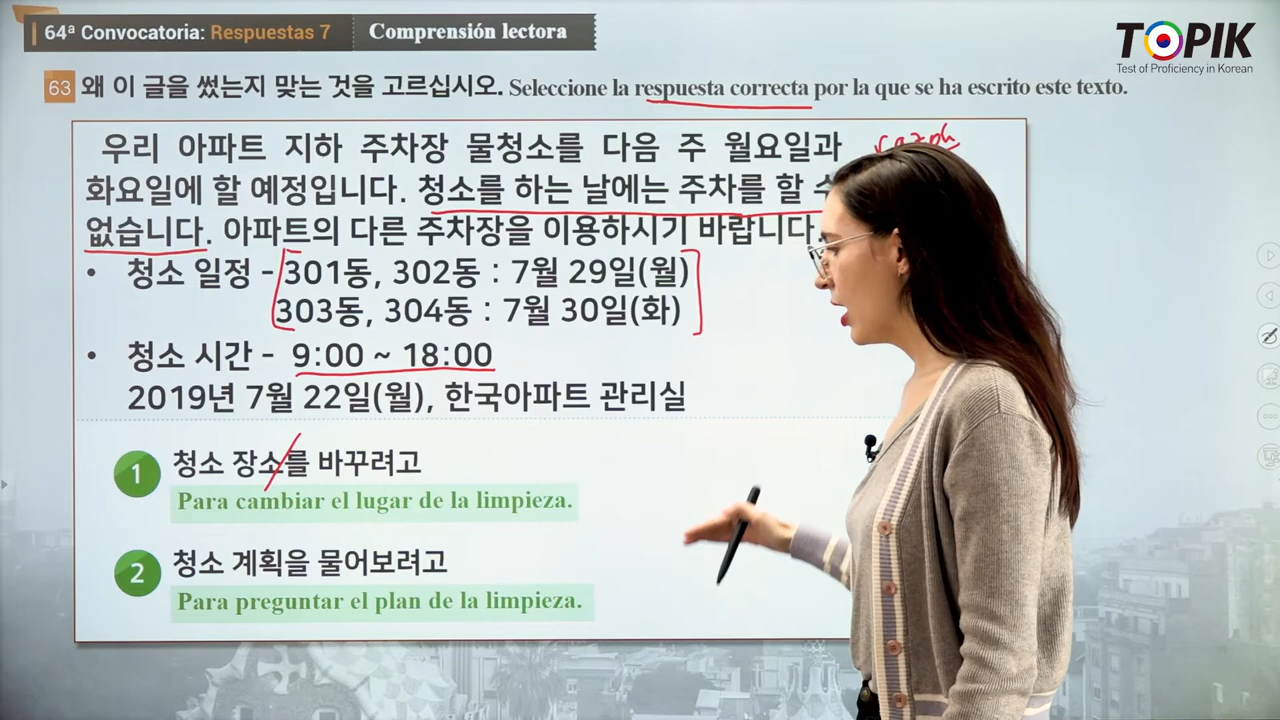 64ª Convocatoria: Respuestas 7 Comprensión lectora
TOPIK
Test of Proficiency in Korean
63 왜 이 글을 썼는지 맞는 것을 고르십시오. Seleccione la respuesta correcta por la que se ha escrito este texto.
우리 아파트 지하 주차장 물청소를 다음 주 월요일과
화요일에 할 예정입니다. 청소를 하는 날에는 주차를 할
없습니다. 아파트의 다른 주차장을 이용하시기 바랍니다.
• 청소 일정 - 301동, 302동 : 7월 29일(월)
303동, 304동 : 7월 30일(화)
• 청소 시간 - 9:00 ~ 18:00
2019년 7월 22일(월), 한국아파트 관리실
1 청소 장소를 바꾸려고
Para cambiar el lugar de la limpieza.
2 청소 계획을 물어보려고
Para preguntar el plan de la limpieza.